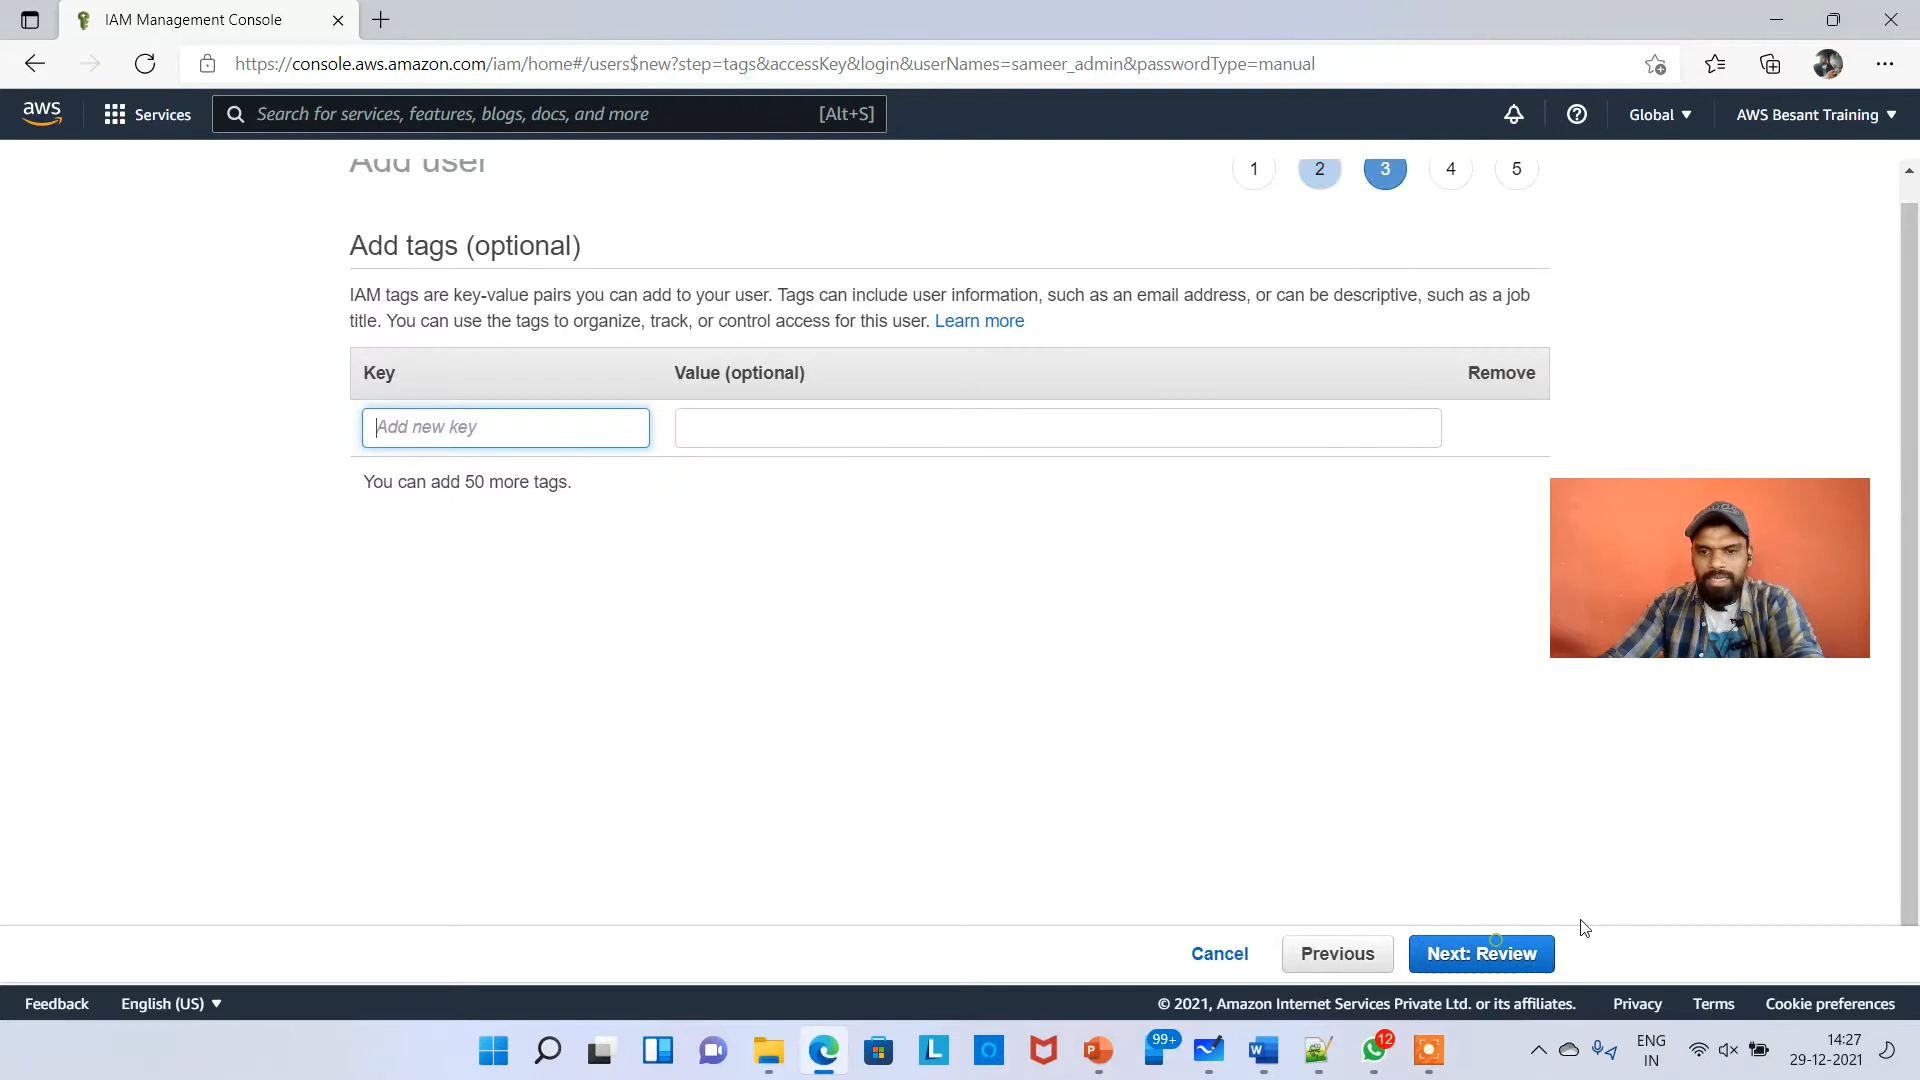 IAM Management Console
https://console.aws.amazon.com/iam/home#/users$new?step=tags&accessKey&login&userNames=sameer_admin&passwordType=manual
aws
Services
Search for services, features, blogs, docs, and more
[Alt+S]
Global
AWS Besant Training
Add user
1
2
3
4
5
Add tags (optional)
IAM tags are key-value pairs you can add to your user. Tags can include user information, such as an email address, or can be descriptive, such as a job
title. You can use the tags to organize, track, or control access for this user. Learn more
Key
Value (optional)
Remove
Add new key
You can add 50 more tags.
Cancel
Previous
Next: Review
Feedback
English (US)
© 2021, Amazon Internet Services Private Ltd. or its affiliates.
Privacy
Terms
Cookie preferences
L
P
99+
W
12
ENG
IN
14:27
29-12-2021